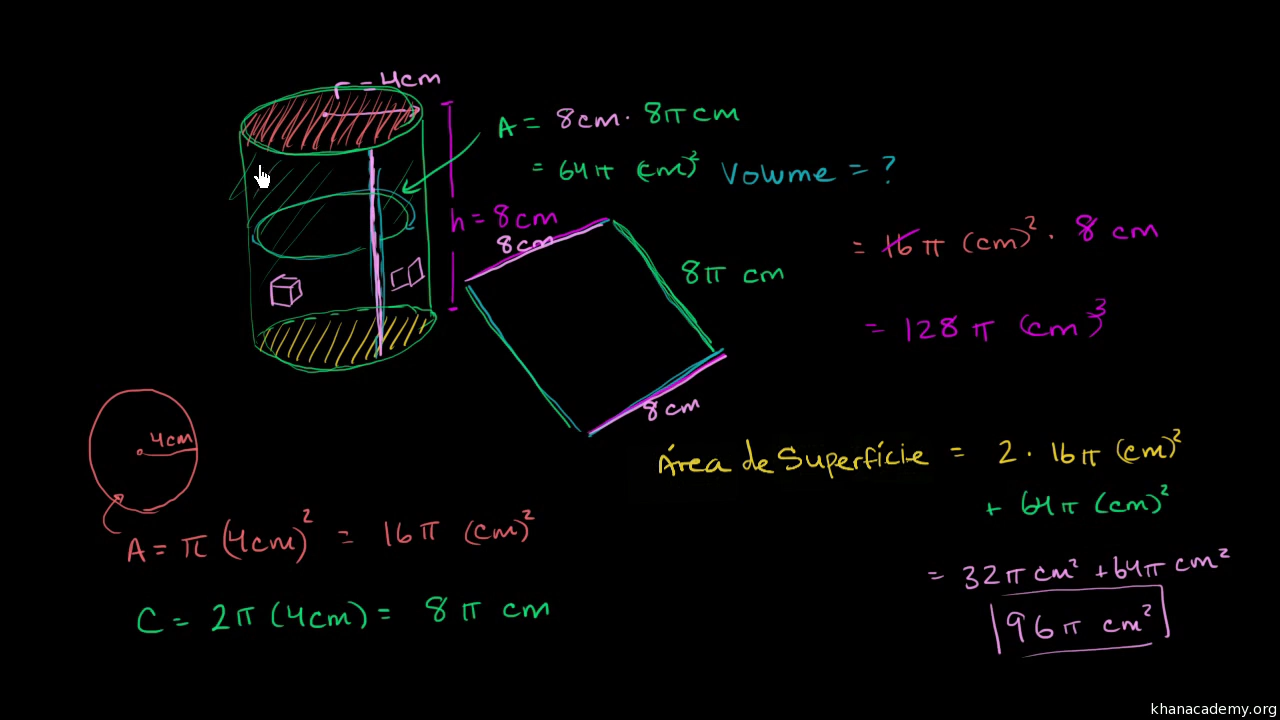 r = 4cm
A = 8cm · 8π cm
= 64π (cm)²
Volume = ?
h = 8cm
8cm
= 16π (cm)² · 8 cm
8π cm
= 128π (cm)³
8cm
4cm
Área de Superfície = 2 · 16π (cm)²
+ 64π (cm)²
A = π (4cm)² = 16π (cm)²
= 32π cm² + 64π cm²
C = 2π (4cm) = 8π cm
96π cm²
khanacademy.org